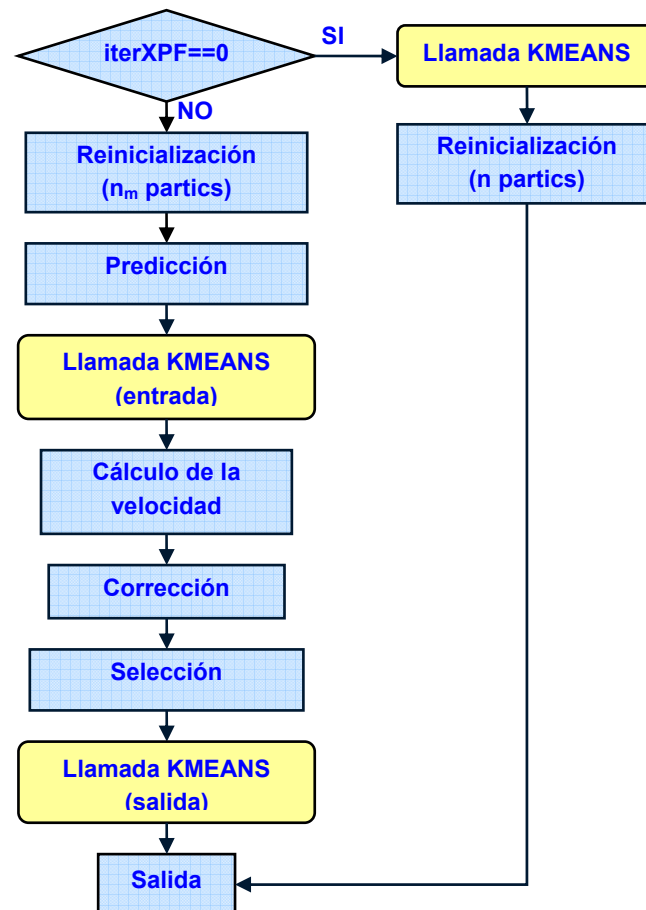 iterXPF==0
SI
Llamada KMEANS
Reinicialización
(n partics)
NO
Reinicialización
(nₘ partics)
Predicción
Llamada KMEANS
(entrada)
Cálculo de la
velocidad
Corrección
Selección
Llamada KMEANS
(salida)
Salida